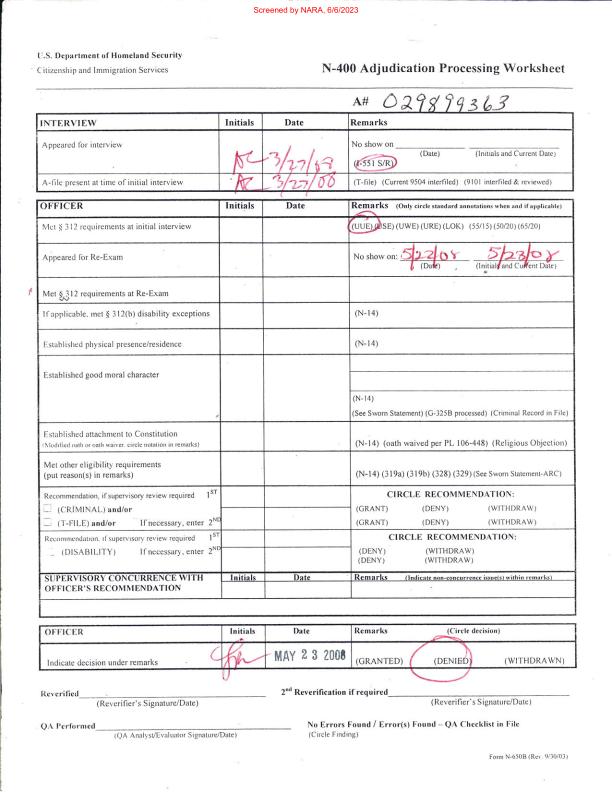 Screened by NARA, 6/6/2023
U.S. Department of Homeland Security
Citizenship and Immigration Services
N-400 Adjudication Processing Worksheet
A# 029899363
INTERVIEW Initials Date Remarks
Appeared for interview 3/27/08 No show on
(Date) (Initials and Current Date)
(I-551 S/R)
A-file present at time of initial interview 3/27/08 (T-file) (Current 9504 interfiled) (9101 interfiled & reviewed)
OFFICER Initials Date Remarks (Only circle standard annotations when and if applicable)
Met § 312 requirements at initial interview (UUE) (USE) (UWE) (URE) (LOK) (55/15) (50/20) (65/20)
Appeared for Re-Exam No show on: 5/22/08 5/23/08
(Date) (Initials and Current Date)
Met § 312 requirements at Re-Exam
If applicable, met § 312(b) disability exceptions (N-14)
Established physical presence/residence (N-14)
Established good moral character
(N-14)
(See Sworn Statement) (G-325B processed) (Criminal Record in File)
Established attachment to Constitution
(Modified oath or oath waiver, circle notation in remarks) (N-14) (oath waived per PL 106-448) (Religious Objection)
Met other eligibility requirements
(put reason(s) in remarks) (N-14) (319a) (319b) (328) (329) (See Sworn Statement-ARC)
Recommendation, if supervisory review required 1ST CIRCLE RECOMMENDATION:
(CRIMINAL) and/or (GRANT) (DENY) (WITHDRAW)
(T-FILE) and/or If necessary, enter 2ND (GRANT) (DENY) (WITHDRAW)
Recommendation, if supervisory review required 1ST CIRCLE RECOMMENDATION:
(DISABILITY) If necessary, enter 2ND (DENY) (WITHDRAW)
(DENY) (WITHDRAW)
SUPERVISORY CONCURRENCE WITH Initials Date Remarks (Indicate non-concurrence issue(s) within remarks)
OFFICER'S RECOMMENDATION
OFFICER Initials Date Remarks (Circle decision)
Indicate decision under remarks MAY 23 2008 (GRANTED) (DENIED) (WITHDRAWN)
Reverified 2nd Reverification if required
(Reverifier's Signature/Date) (Reverifier's Signature/Date)
QA Performed No Errors Found / Error(s) Found – QA Checklist in File
(QA Analyst/Evaluator Signature/Date) (Circle Finding)
Form N-650B (Rev. 9/30/03)